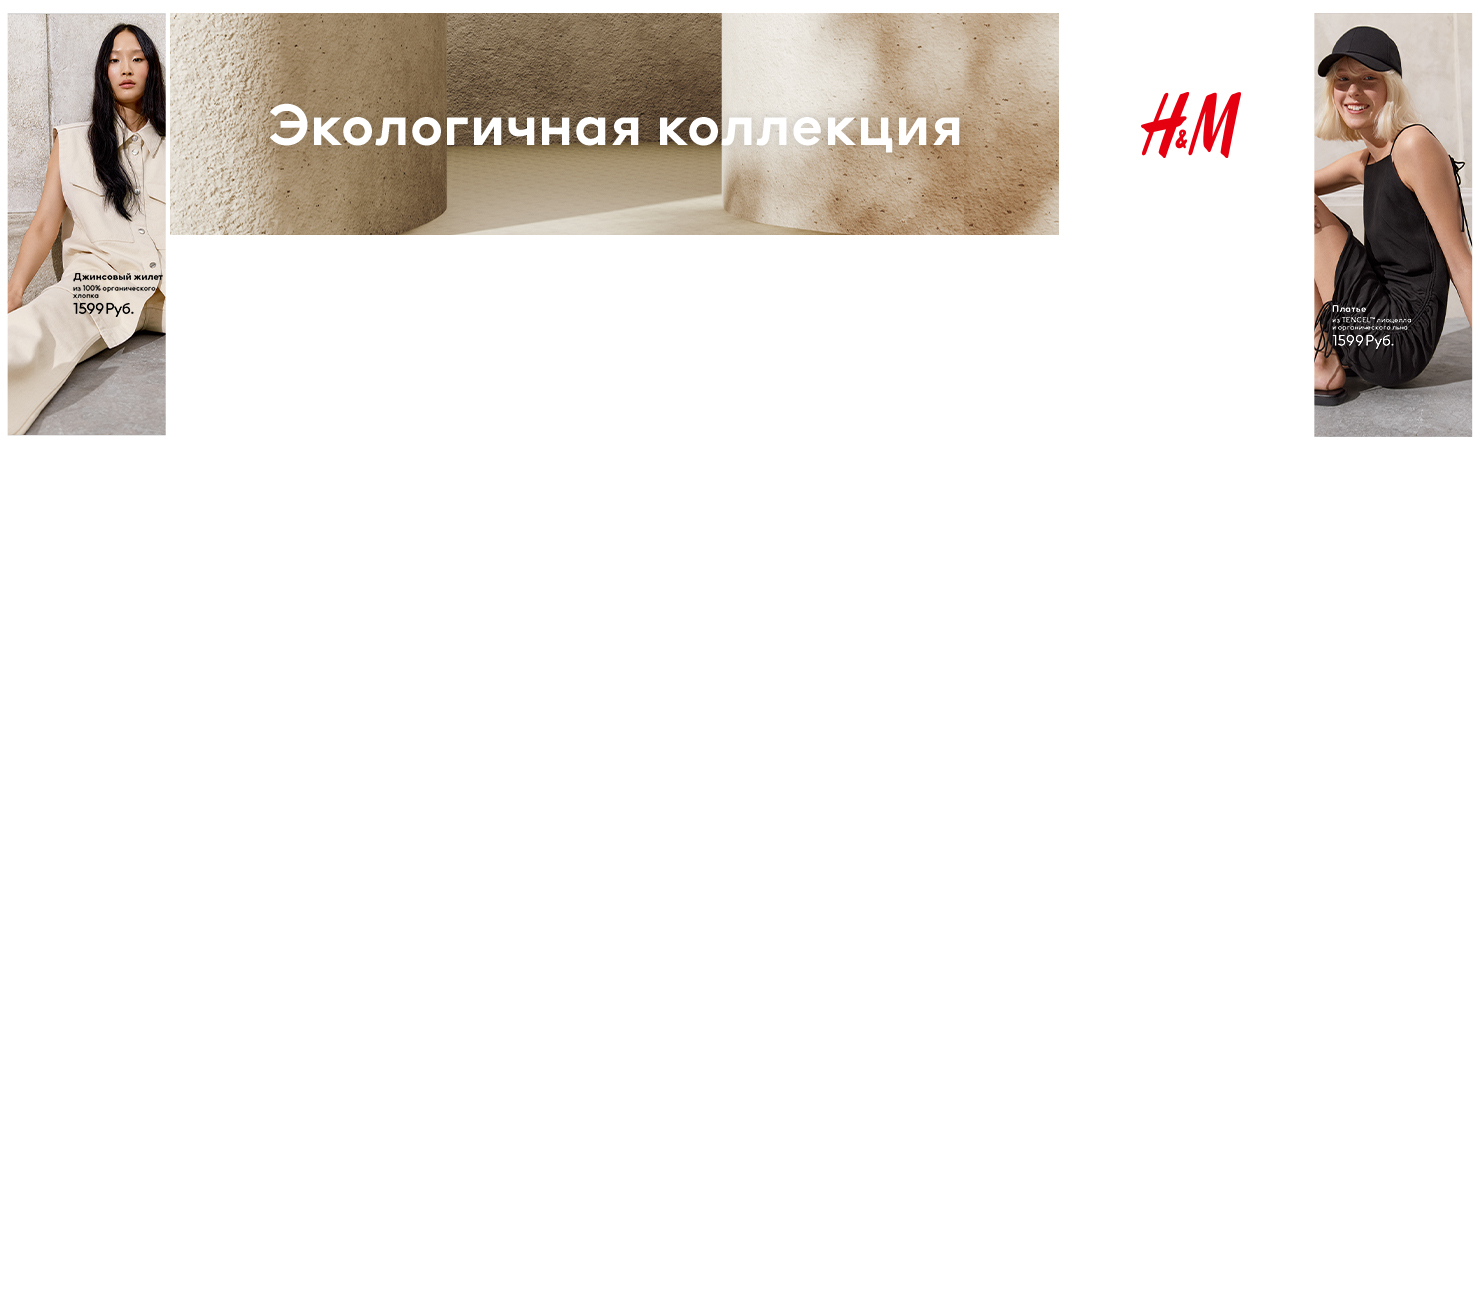 Экологичная коллекция
H&M
Джинсовый жилет
из 100% органического
хлопка
1599 Руб.
Платье
из TENCEL™ лиоцелла
и органического льна
1599 Руб.